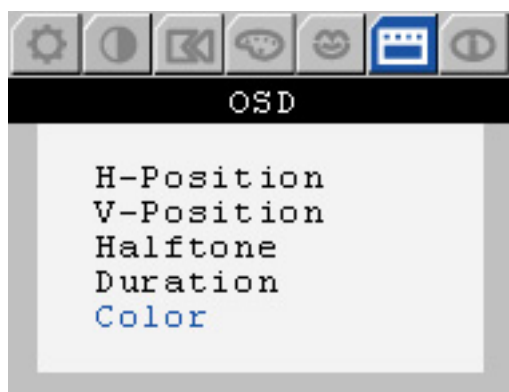 OSD
H-Position
V-Position
Halftone
Duration
Color